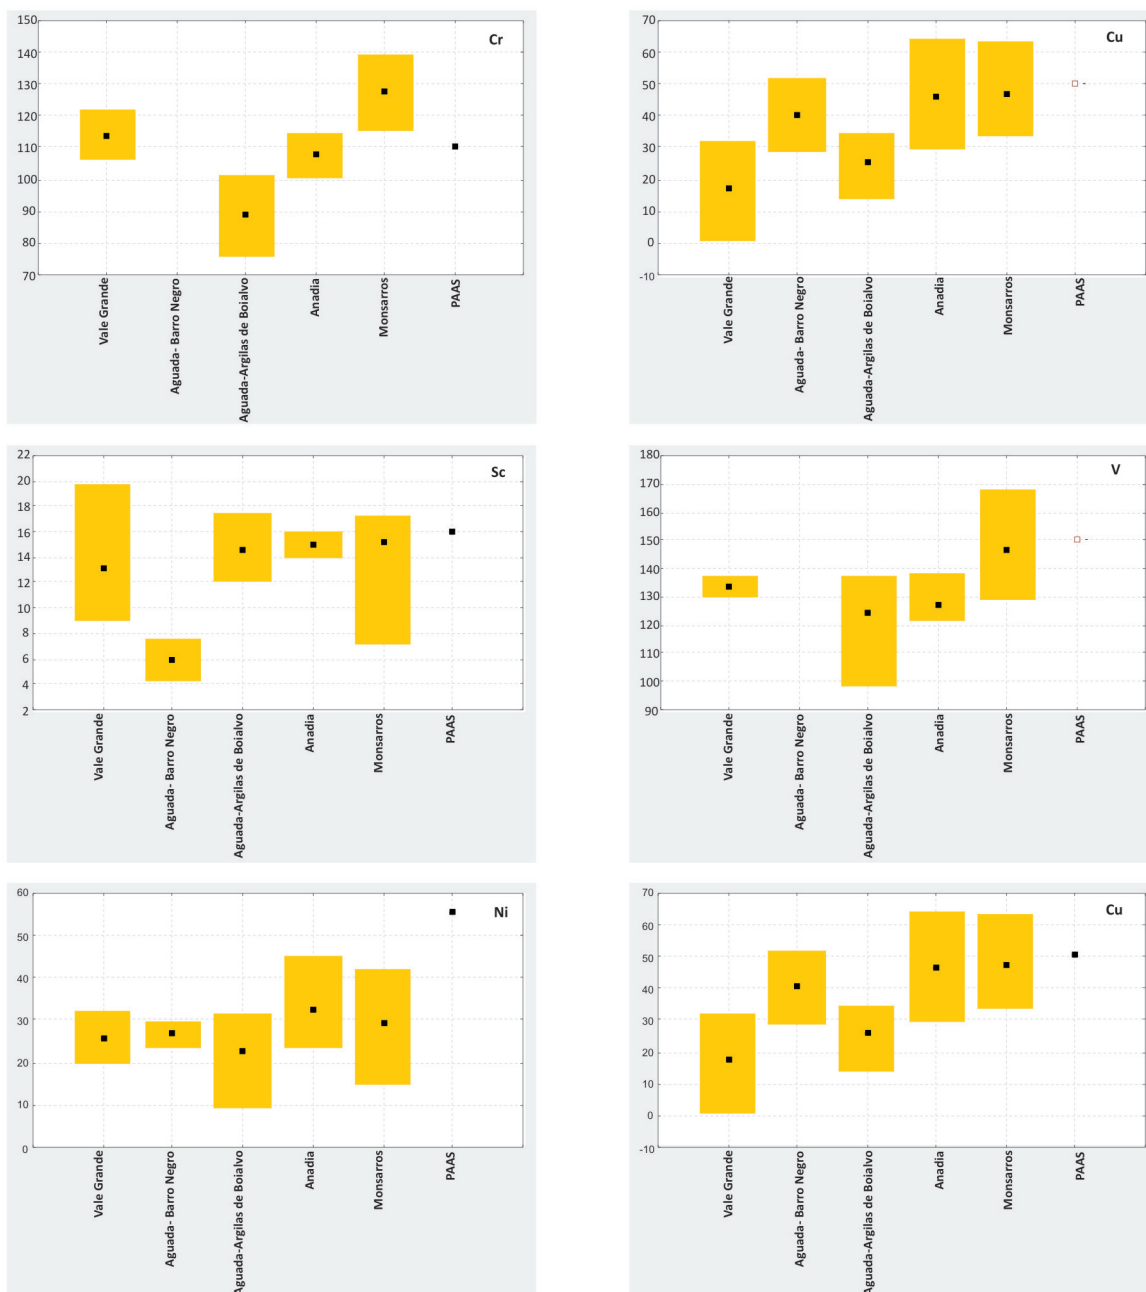 150
140
130
120
110
100
90
80
70
Cr
Vale Grande
Aguada- Barro Negro
Aguada-Argilas de Boialvo
Anadia
Monsarros
PAAS
70
60
50
40
30
20
10
0
-10
Cu
Vale Grande
Aguada- Barro Negro
Aguada-Argilas de Boialvo
Anadia
Monsarros
PAAS
22
20
18
16
14
12
10
8
6
4
2
Sc
Vale Grande
Aguada- Barro Negro
Aguada-Argilas de Boialvo
Anadia
Monsarros
PAAS
180
170
160
150
140
130
120
110
100
90
V
Vale Grande
Aguada- Barro Negro
Aguada-Argilas de Boialvo
Anadia
Monsarros
PAAS
60
50
40
30
20
10
0
Ni
Vale Grande
Aguada- Barro Negro
Aguada-Argilas de Boialvo
Anadia
Monsarros
PAAS
70
60
50
40
30
20
10
0
-10
Cu
Vale Grande
Aguada- Barro Negro
Aguada-Argilas de Boialvo
Anadia
Monsarros
PAAS